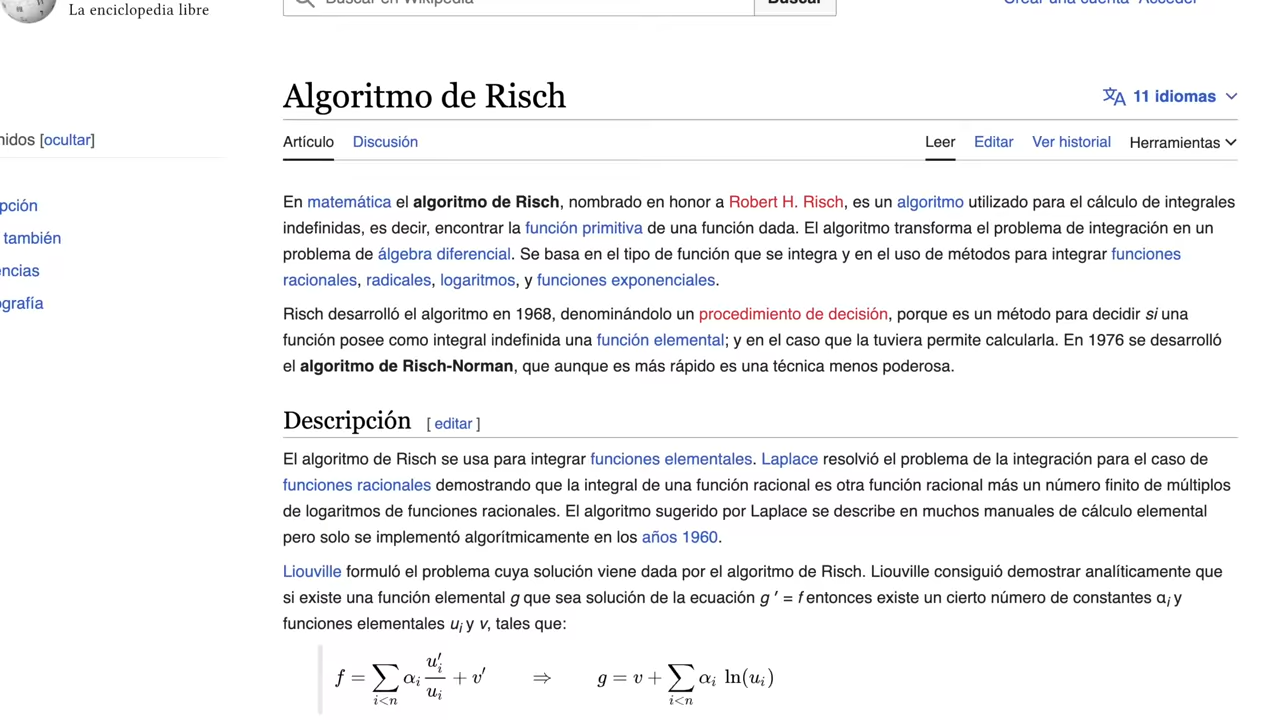 La enciclopedia libre
Buscar en Wikipedia
Buscar
Crear una cuenta Acceder
Algoritmo de Risch
11 idiomas
[ocultar]
Artículo Discusión
Leer Editar Ver historial Herramientas
En matemática el algoritmo de Risch, nombrado en honor a Robert H. Risch, es un algoritmo utilizado para el cálculo de integrales
indefinidas, es decir, encontrar la función primitiva de una función dada. El algoritmo transforma el problema de integración en un
problema de álgebra diferencial. Se basa en el tipo de función que se integra y en el uso de métodos para integrar funciones
racionales, radicales, logaritmos, y funciones exponenciales.
también
Risch desarrolló el algoritmo en 1968, denominándolo un procedimiento de decisión, porque es un método para decidir si una
función posee como integral indefinida una función elemental; y en el caso que la tuviera permite calcularla. En 1976 se desarrolló
el algoritmo de Risch-Norman, que aunque es más rápido es una técnica menos poderosa.
Descripción [ editar ]
El algoritmo de Risch se usa para integrar funciones elementales. Laplace resolvió el problema de la integración para el caso de
funciones racionales demostrando que la integral de una función racional es otra función racional más un número finito de múltiplos
de logaritmos de funciones racionales. El algoritmo sugerido por Laplace se describe en muchos manuales de cálculo elemental
pero solo se implementó algorítmicamente en los años 1960.
Liouville formuló el problema cuya solución viene dada por el algoritmo de Risch. Liouville consiguió demostrar analíticamente que
si existe una función elemental g que sea solución de la ecuación g ′ = f entonces existe un cierto número de constantes αi y
funciones elementales ui y v, tales que:
f = ∑i<n αi u′i/ui + v′ ⇒ g = v + ∑i<n αi ln(ui)